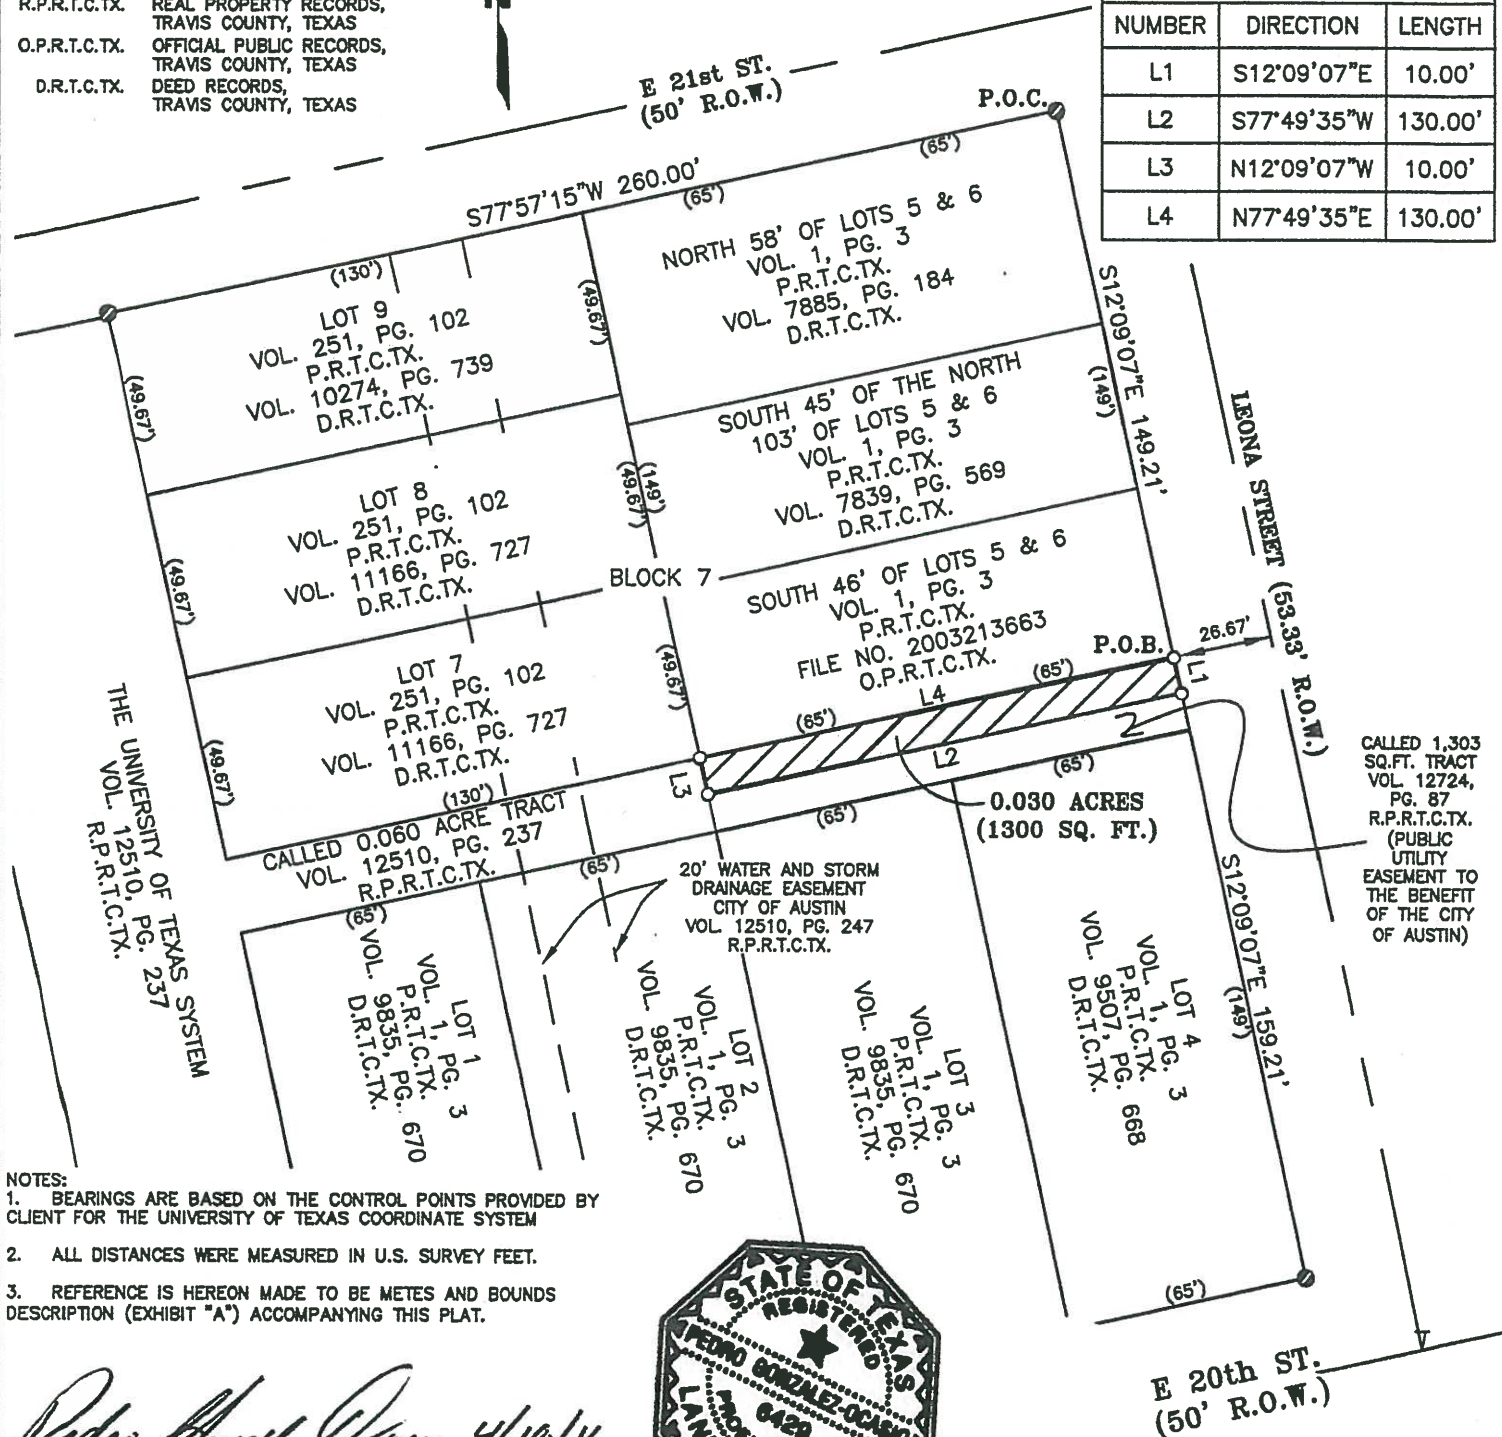 R.P.R.T.C.TX. REAL PROPERTY RECORDS,
TRAVIS COUNTY, TEXAS
O.P.R.T.C.TX. OFFICIAL PUBLIC RECORDS,
TRAVIS COUNTY, TEXAS
D.R.T.C.TX. DEED RECORDS,
TRAVIS COUNTY, TEXAS
NUMBER DIRECTION LENGTH
L1 S12°09'07"E 10.00'
L2 S77°49'35"W 130.00'
L3 N12°09'07"W 10.00'
L4 N77°49'35"E 130.00'
E 21st ST.
(50' R.O.W.)
P.O.C.
(65')
S77°57'15"W 260.00'
(65')
(130')
LOT 9
VOL. 251, PG. 102
P.R.T.C.TX.
VOL. 10274, PG. 739
D.R.T.C.TX.
(49.67')
(49.67')
NORTH 58' OF LOTS 5 & 6
VOL. 1, PG. 3
P.R.T.C.TX.
VOL. 7885, PG. 184
D.R.T.C.TX.
S12°09'07"E 149.21'
(149')
SOUTH 45' OF THE NORTH
103' OF LOTS 5 & 6
VOL. 1, PG. 3
P.R.T.C.TX.
VOL. 7839, PG. 569
D.R.T.C.TX.
LEONA STREET (53.33' R.O.W.)
LOT 8
VOL. 251, PG. 102
P.R.T.C.TX.
VOL. 11166, PG. 727
D.R.T.C.TX.
(49.67')
(149')
(49.67')
BLOCK 7
SOUTH 46' OF LOTS 5 & 6
VOL. 1, PG. 3
P.R.T.C.TX.
FILE NO. 2003213663
O.P.R.T.C.TX.
P.O.B.
26.67'
L1
(65')
L4
(65')
L2
L3
(65')
(65')
0.030 ACRES
(1300 SQ. FT.)
LOT 7
VOL. 251, PG. 102
P.R.T.C.TX.
VOL. 11166, PG. 727
D.R.T.C.TX.
(49.67')
(49.67')
(130')
CALLED 0.060 ACRE TRACT
VOL. 12510, PG. 237
R.P.R.T.C.TX.
(65')
(65')
THE UNIVERSITY OF TEXAS SYSTEM
VOL. 12510, PG. 237
R.P.R.T.C.TX.
20' WATER AND STORM
DRAINAGE EASEMENT
CITY OF AUSTIN
VOL. 12510, PG. 247
R.P.R.T.C.TX.
CALLED 1,303
SQ.FT. TRACT
VOL. 12724,
PG. 87
R.P.R.T.C.TX.
(PUBLIC
UTILITY
EASEMENT TO
THE BENEFIT
OF THE CITY
OF AUSTIN)
LOT 1
VOL. 1, PG. 3
P.R.T.C.TX.
VOL. 9835, PG. 670
D.R.T.C.TX.
LOT 2
VOL. 1, PG. 3
P.R.T.C.TX.
VOL. 9835, PG. 670
D.R.T.C.TX.
LOT 3
VOL. 1, PG. 3
P.R.T.C.TX.
VOL. 9835, PG. 670
D.R.T.C.TX.
LOT 4
VOL. 1, PG. 3
P.R.T.C.TX.
VOL. 9507, PG. 668
D.R.T.C.TX.
S12°09'07"E 159.21'
(149')
(65')
E 20th ST.
(50' R.O.W.)
NOTES:
1. BEARINGS ARE BASED ON THE CONTROL POINTS PROVIDED BY
CLIENT FOR THE UNIVERSITY OF TEXAS COORDINATE SYSTEM
2. ALL DISTANCES WERE MEASURED IN U.S. SURVEY FEET.
3. REFERENCE IS HEREON MADE TO BE METES AND BOUNDS
DESCRIPTION (EXHIBIT "A") ACCOMPANYING THIS PLAT.
STATE OF TEXAS
REGISTERED
PEDRO GONZALEZ-OCASIO
6429